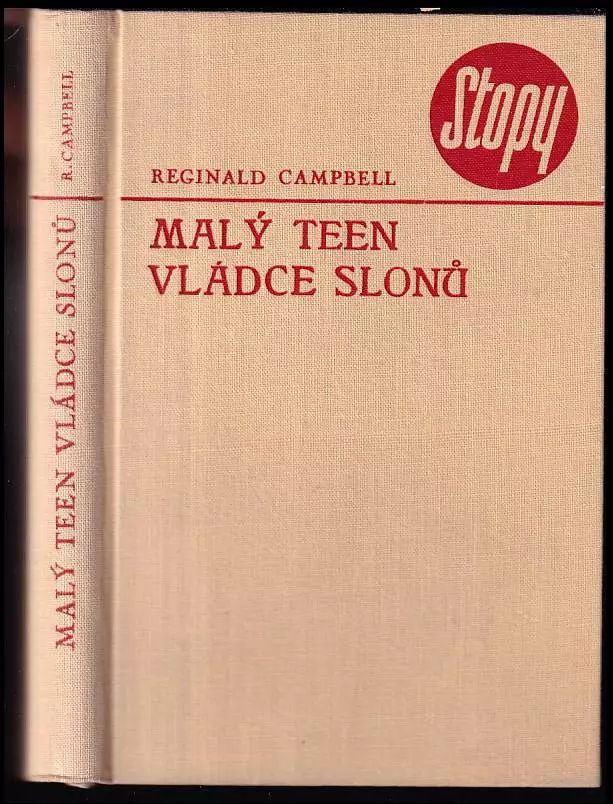 R. CAMPBELL
MALÝ TEEN VLÁDCE SLONŮ
Stopy
REGINALD CAMPBELL
MALÝ TEEN
VLÁDCE SLONŮ